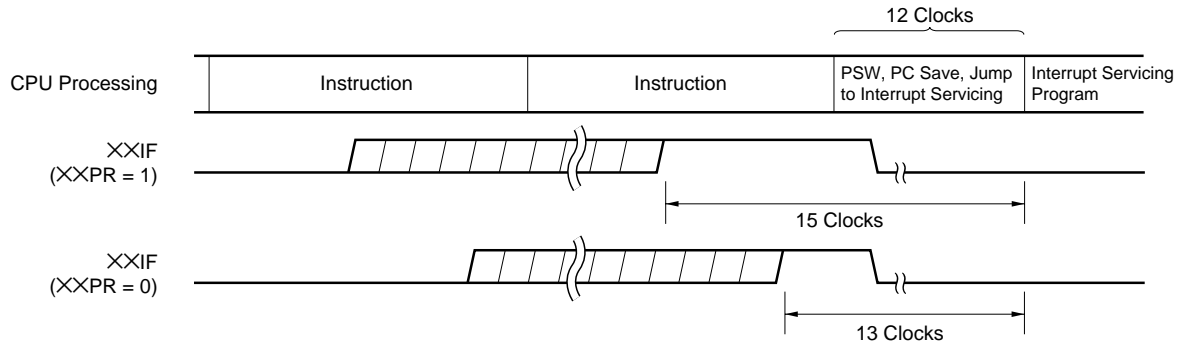 12 Clocks
CPU Processing
Instruction
Instruction
PSW, PC Save, Jump
to Interrupt Servicing
Interrupt Servicing
Program
××IF
(××PR = 1)
15 Clocks
××IF
(××PR = 0)
13 Clocks